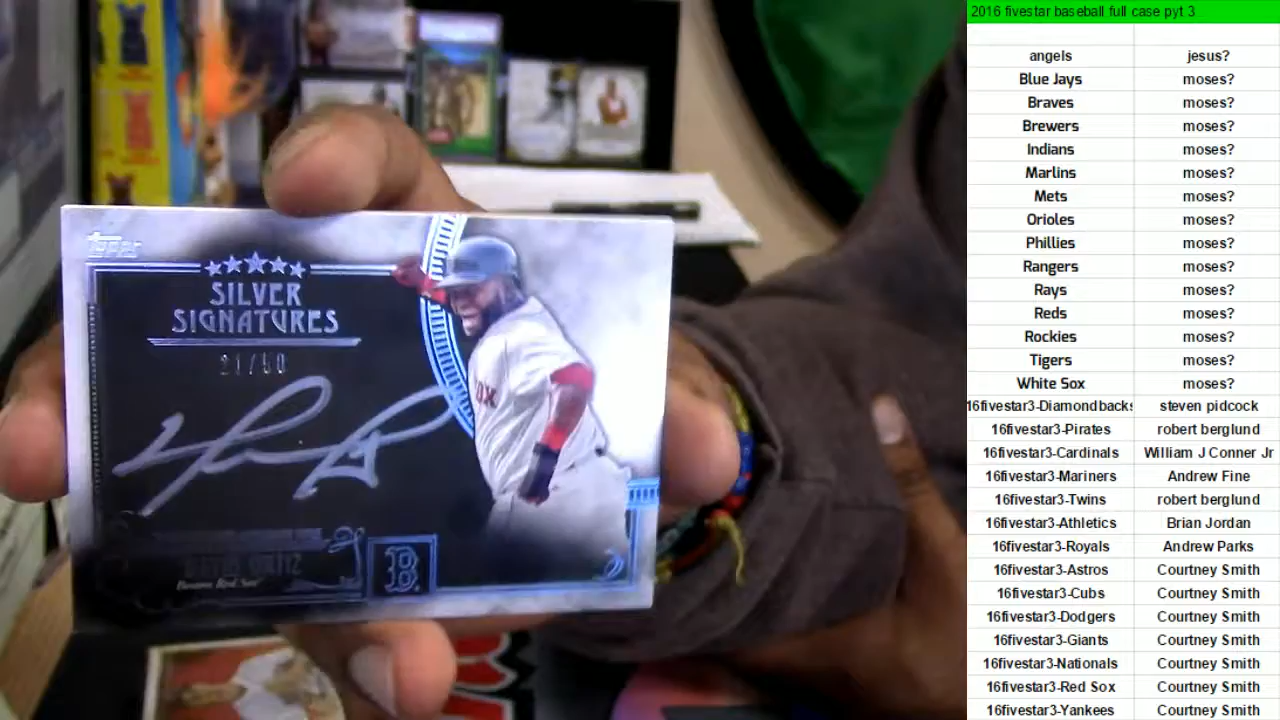 2016 fivestar baseball full case pyt 3
angels jesus?
Blue Jays moses?
Braves moses?
Brewers moses?
Indians moses?
Marlins moses?
Mets moses?
Orioles moses?
Phillies moses?
Rangers moses?
Rays moses?
Reds moses?
Rockies moses?
Tigers moses?
White Sox moses?
16fivestar3-Diamondbacks steven pidcock
16fivestar3-Pirates robert berglund
16fivestar3-Cardinals William J Conner Jr
16fivestar3-Mariners Andrew Fine
16fivestar3-Twins robert berglund
16fivestar3-Athletics Brian Jordan
16fivestar3-Royals Andrew Parks
16fivestar3-Astros Courtney Smith
16fivestar3-Cubs Courtney Smith
16fivestar3-Dodgers Courtney Smith
16fivestar3-Giants Courtney Smith
16fivestar3-Nationals Courtney Smith
16fivestar3-Red Sox Courtney Smith
16fivestar3-Yankees Courtney Smith
Topps
SILVER
SIGNATURES
21/50
OX
ORTIZ
Boston Red Sox
B